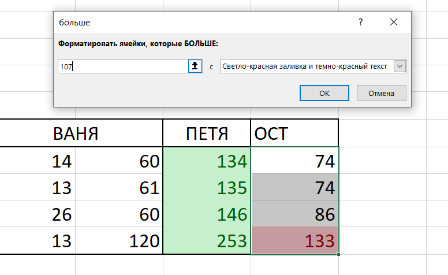 больше
? ×
Форматировать ячейки, которые БОЛЬШЕ:
107 с Светло-красная заливка и темно-красный текст
ОК Отмена
ВАНЯ ПЕТЯ ОСТ
14 60 134 74
13 61 135 74
26 60 146 86
13 120 253 133